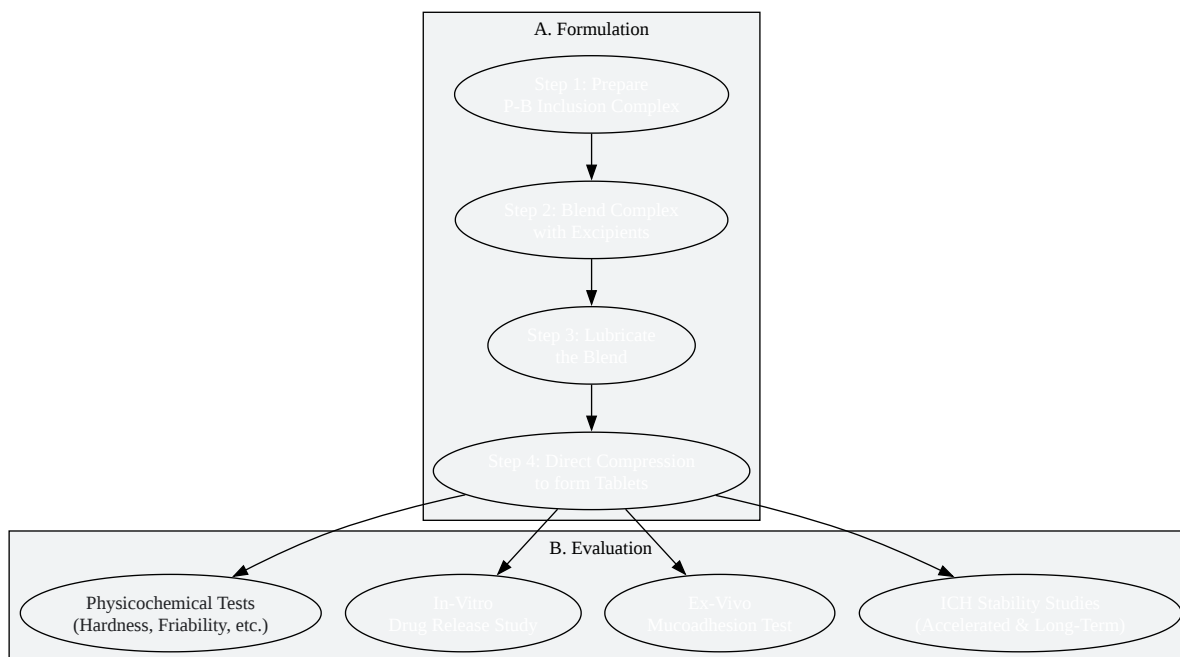 A. Formulation
Step 1: Prepare
P-B Inclusion Complex
Step 2: Blend Complex
with Excipients
Step 3: Lubricate
the Blend
Step 4: Direct Compression
to form Tablets
B. Evaluation
Physicochemical Tests
(Hardness, Friability, etc.)
In-Vitro
Drug Release Study
Ex-Vivo
Mucoadhesion Test
ICH Stability Studies
(Accelerated & Long-Term)